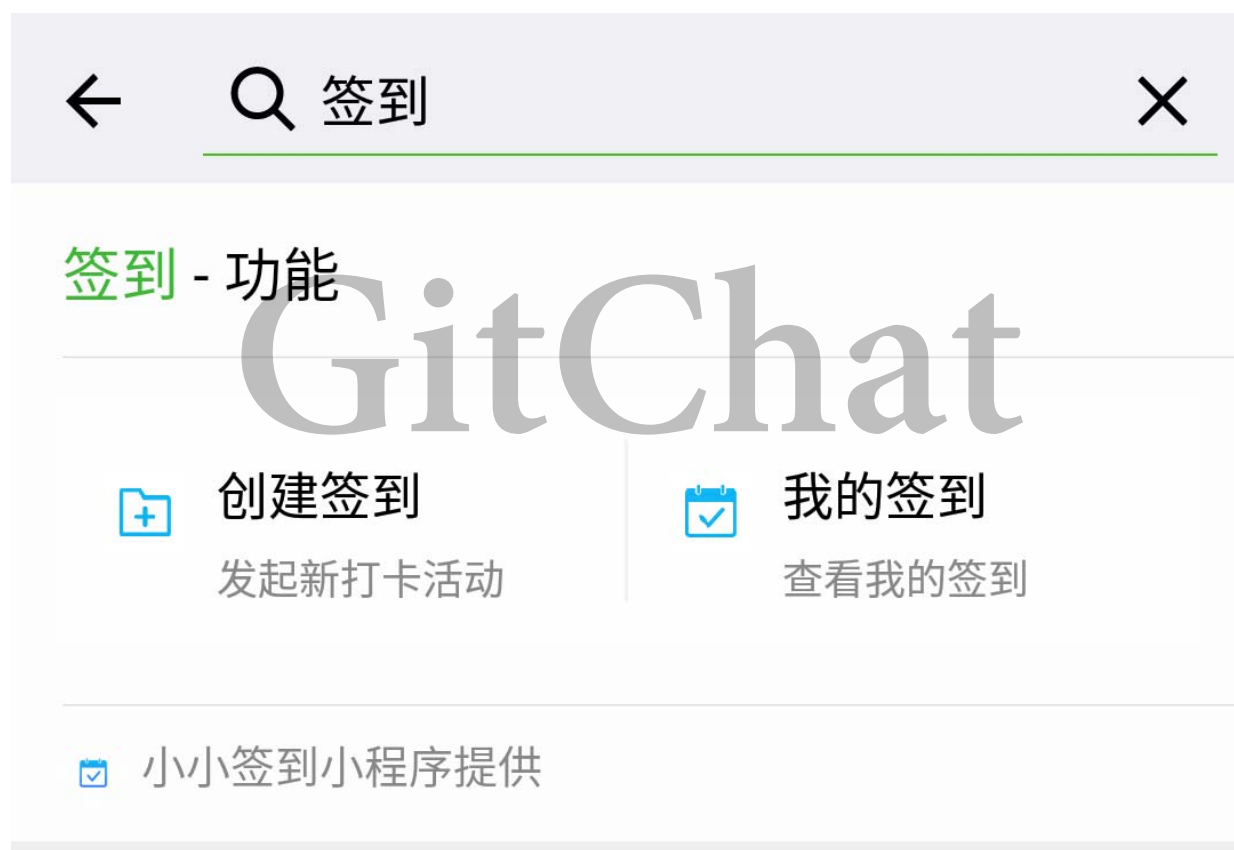 签到
签到 - 功能
GitChat
创建签到
发起新打卡活动
我的签到
查看我的签到
小小签到小程序提供